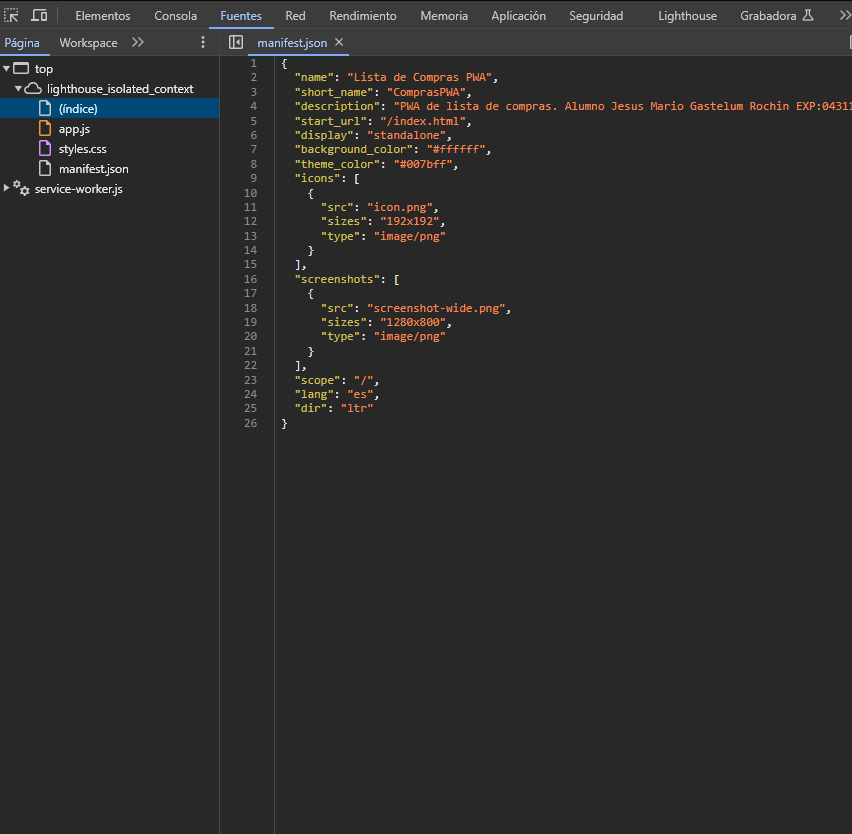 Elementos Consola Fuentes Red Rendimiento Memoria Aplicación Seguridad Lighthouse Grabadora
Página Workspace
manifest.json
top
lighthouse_isolated_context
(índice)
app.js
styles.css
manifest.json
service-worker.js
1 {
2 "name": "Lista de Compras PWA",
3 "short_name": "ComprasPWA",
4 "description": "PWA de lista de compras. Alumno Jesus Mario Gastelum Rochin EXP:04311
5 "start_url": "/index.html",
6 "display": "standalone",
7 "background_color": "#ffffff",
8 "theme_color": "#007bff",
9 "icons": [
10 {
11 "src": "icon.png",
12 "sizes": "192x192",
13 "type": "image/png"
14 }
15 ],
16 "screenshots": [
17 {
18 "src": "screenshot-wide.png",
19 "sizes": "1280x800",
20 "type": "image/png"
21 }
22 ],
23 "scope": "/",
24 "lang": "es",
25 "dir": "ltr"
26 }